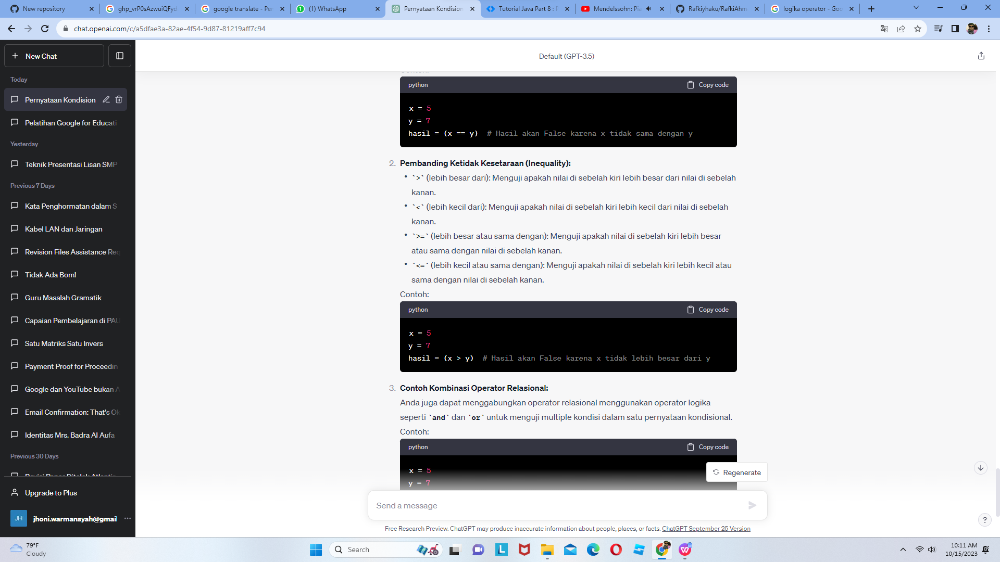 New repository
ghp_vrP0sAzwuiQFyd
google translate - Pen
(1) WhatsApp
Pernyataan Kondision
Tutorial Java Part 8 :
Mendelssohn: Pia
Rafkiyhaku/RafkiAhm
logika operator - Goo
chat.openai.com/c/a5dfae3a-82ae-4f54-9d87-81219aff7c94
New Chat
Default (GPT-3.5)
Today
Pernyataan Kondision
Pelatihan Google for Educati
Yesterday
Teknik Presentasi Lisan SMP
Previous 7 Days
Kata Penghormatan dalam S
Kabel LAN dan Jaringan
Revision Files Assistance Req
Tidak Ada Bom!
Guru Masalah Gramatik
Capaian Pembelajaran di PAU
Satu Matriks Satu Invers
Payment Proof for Proceedin
Google dan YouTube bukan A
Email Confirmation: That's Ok
Identitas Mrs. Badra Al Aufa
Previous 30 Days
Upgrade to Plus
JH jhoni.warmansyah@gmail
python Copy code
x = 5
y = 7
hasil = (x == y)  # Hasil akan False karena x tidak sama dengan y
2. Pembanding Ketidak Kesetaraan (Inequality):
• `>` (lebih besar dari): Menguji apakah nilai di sebelah kiri lebih besar dari nilai di sebelah
kanan.
• `<` (lebih kecil dari): Menguji apakah nilai di sebelah kiri lebih kecil dari nilai di sebelah
kanan.
• `>=` (lebih besar atau sama dengan): Menguji apakah nilai di sebelah kiri lebih besar
atau sama dengan nilai di sebelah kanan.
• `<=` (lebih kecil atau sama dengan): Menguji apakah nilai di sebelah kiri lebih kecil atau
sama dengan nilai di sebelah kanan.
Contoh:
python Copy code
x = 5
y = 7
hasil = (x > y)  # Hasil akan False karena x tidak lebih besar dari y
3. Contoh Kombinasi Operator Relasional:
Anda juga dapat menggabungkan operator relasional menggunakan operator logika
seperti `and` dan `or` untuk menguji multiple kondisi dalam satu pernyataan kondisional.
Contoh:
python Copy code
x = 5
y = 7
Regenerate
Send a message
?
Free Research Preview. ChatGPT may produce inaccurate information about people, places, or facts. ChatGPT September 25 Version
79°F
Cloudy
Search
10:11 AM
10/15/2023